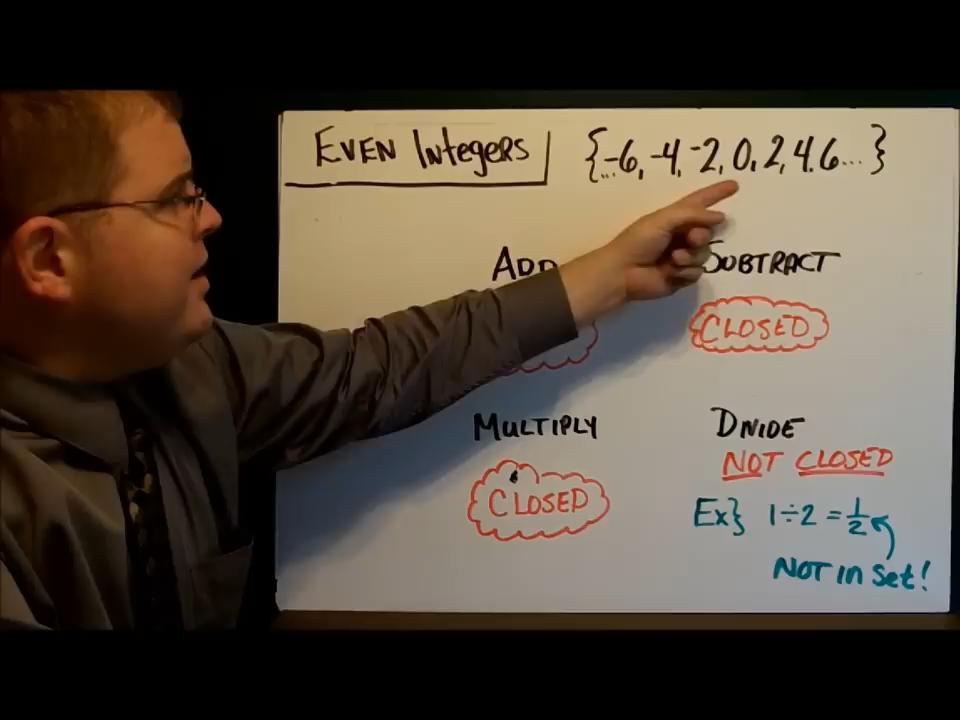 EVEN INTEGERS {...-6, -4, -2, 0, 2, 4. 6... }
ADD SUBTRACT
CLOSED
MULTIPLY DIVIDE
NOT CLOSED
CLOSED
Ex} 1÷2 = 1/2
NOT in Set!